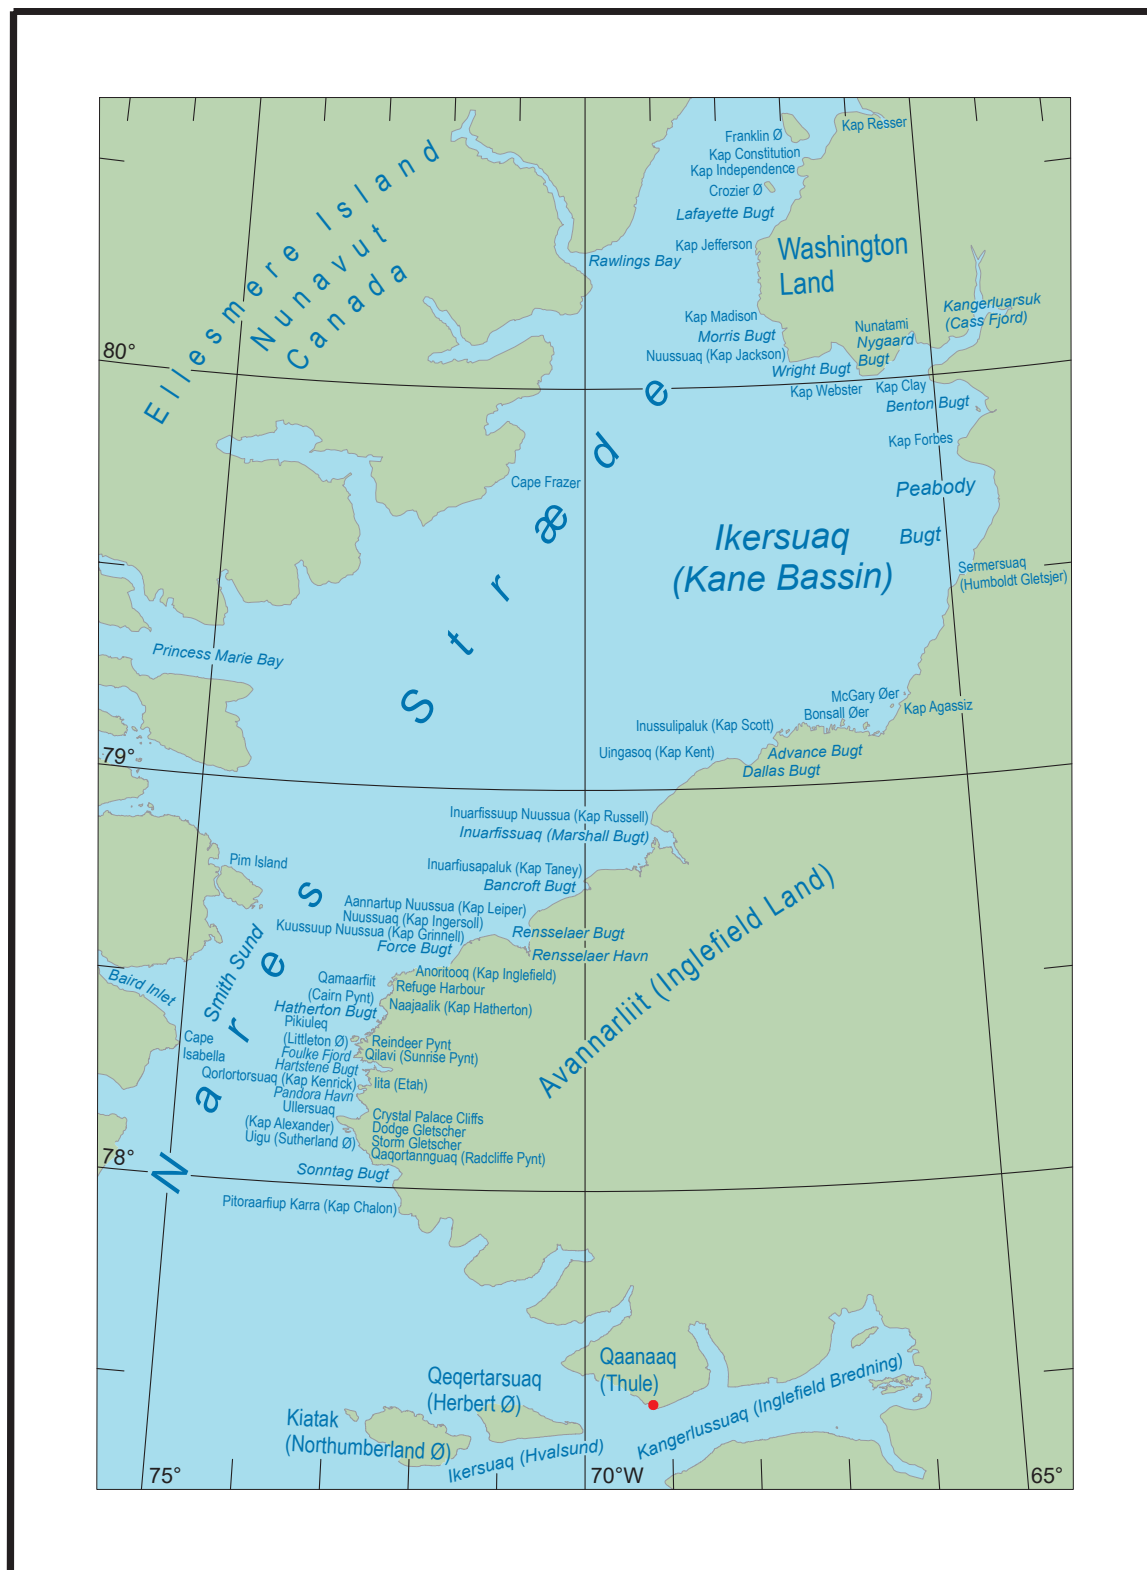 Franklin Ø
Kap Resser
Kap Constitution
Kap Independence
Crozier Ø
Lafayette Bugt
Kap Jefferson
Washington
Land
Rawlings Bay
Ellesmere Island
Nunavut
Canada
Kangerluarsuk
(Cass Fjord)
Kap Madison
Nunatami
Morris Bugt
Nygaard
Bugt
Nuussuaq (Kap Jackson)
Wright Bugt
80°
Kap Webster
Kap Clay
Benton Bugt
Kap Forbes
Cape Frazer
Peabody
Bugt
Ikersuaq
(Kane Bassin)
Sermersuaq
(Humboldt Gletsjer)
Princess Marie Bay
McGary Øer
Bonsall Øer
Kap Agassiz
Inussulipaluk (Kap Scott)
Uingasoq (Kap Kent)
Advance Bugt
Dallas Bugt
79°
Inuarfissuup Nuussua (Kap Russell)
Inuarfissuaq (Marshall Bugt)
Pim Island
Inuarfiusapaluk (Kap Taney)
Bancroft Bugt
Aannartup Nuussua (Kap Leiper)
Nuussuaq (Kap Ingersoll)
Kuussuup Nuussua (Kap Grinnell)
Force Bugt
Rensselaer Bugt
Rensselaer Havn
Avannarliit (Inglefield Land)
Smith Sund
Nares Stræde
Baird Inlet
Anoritooq (Kap Inglefield)
Qamaarfiit
(Cairn Pynt)
Refuge Harbour
Hatherton Bugt
Naajaalik (Kap Hatherton)
Pikiuleq
(Littleton Ø)
Cape
Isabella
Reindeer Pynt
Foulke Fjord
Qilavi (Sunrise Pynt)
Hartstene Bugt
Qorlortorsuaq (Kap Kenrick)
Iita (Etah)
Pandora Havn
Ullersuaq
(Kap Alexander)
Crystal Palace Cliffs
Dodge Gletscher
Uigu (Sutherland Ø)
Storm Gletscher
Qaqortannguaq (Radcliffe Pynt)
78°
Sonntag Bugt
Pitoraarfiup Karra (Kap Chalon)
Qaanaaq
(Thule)
Qeqertarsuaq
(Herbert Ø)
Kiatak
(Northumberland Ø)
Ikersuaq (Hvalsund)
Kangerlussuaq (Inglefield Bredning)
75°
70°W
65°